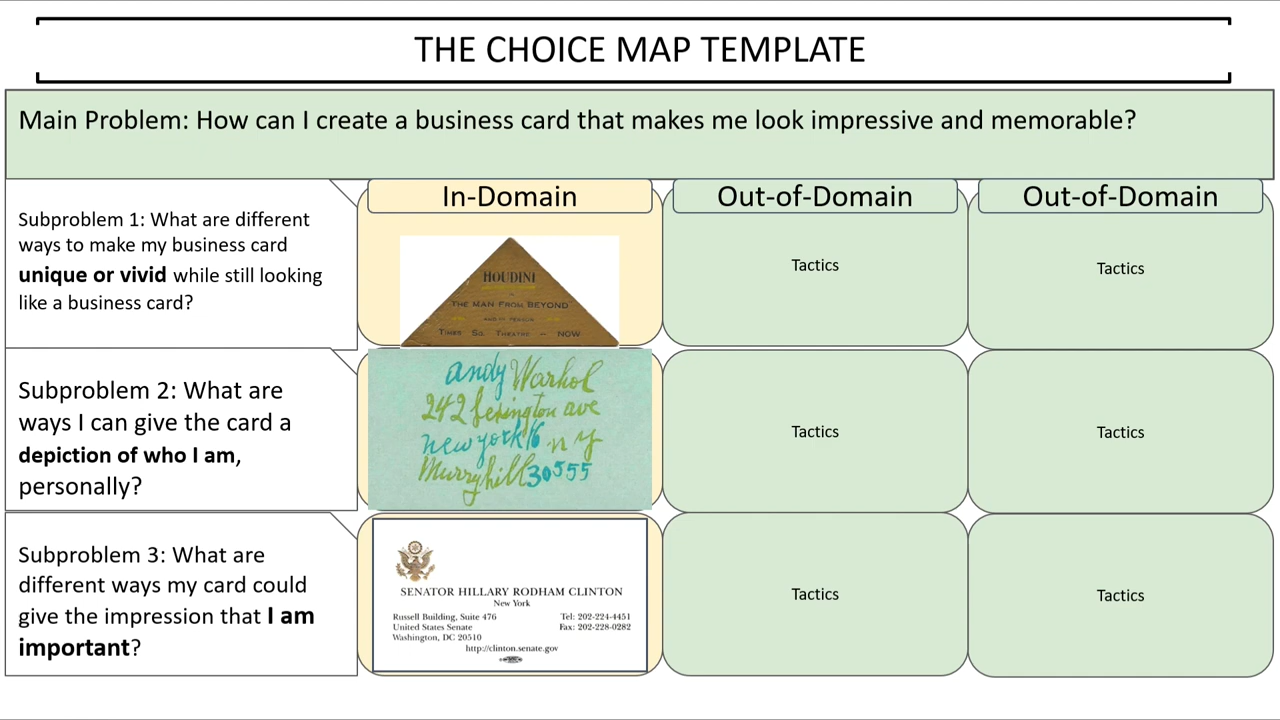 THE CHOICE MAP TEMPLATE
Main Problem: How can I create a business card that makes me look impressive and memorable?
In-Domain
Out-of-Domain
Out-of-Domain
Subproblem 1: What are different
ways to make my business card
unique or vivid while still looking
like a business card?
HOUDINI
THE MAN FROM BEYOND
TIMES SQ. THEATRE — NOW
Tactics
Tactics
Subproblem 2: What are
ways I can give the card a
depiction of who I am,
personally?
andy Warhol
242 lexington ave
new york 16 n y
Murryhill 30555
Tactics
Tactics
Subproblem 3: What are
different ways my card could
give the impression that I am
important?
SENATOR HILLARY RODHAM CLINTON
New York
Russell Building, Suite 476
United States Senate
Washington, DC 20510
Tel: 202-224-4451
Fax: 202-228-0282
http://clinton.senate.gov
Tactics
Tactics